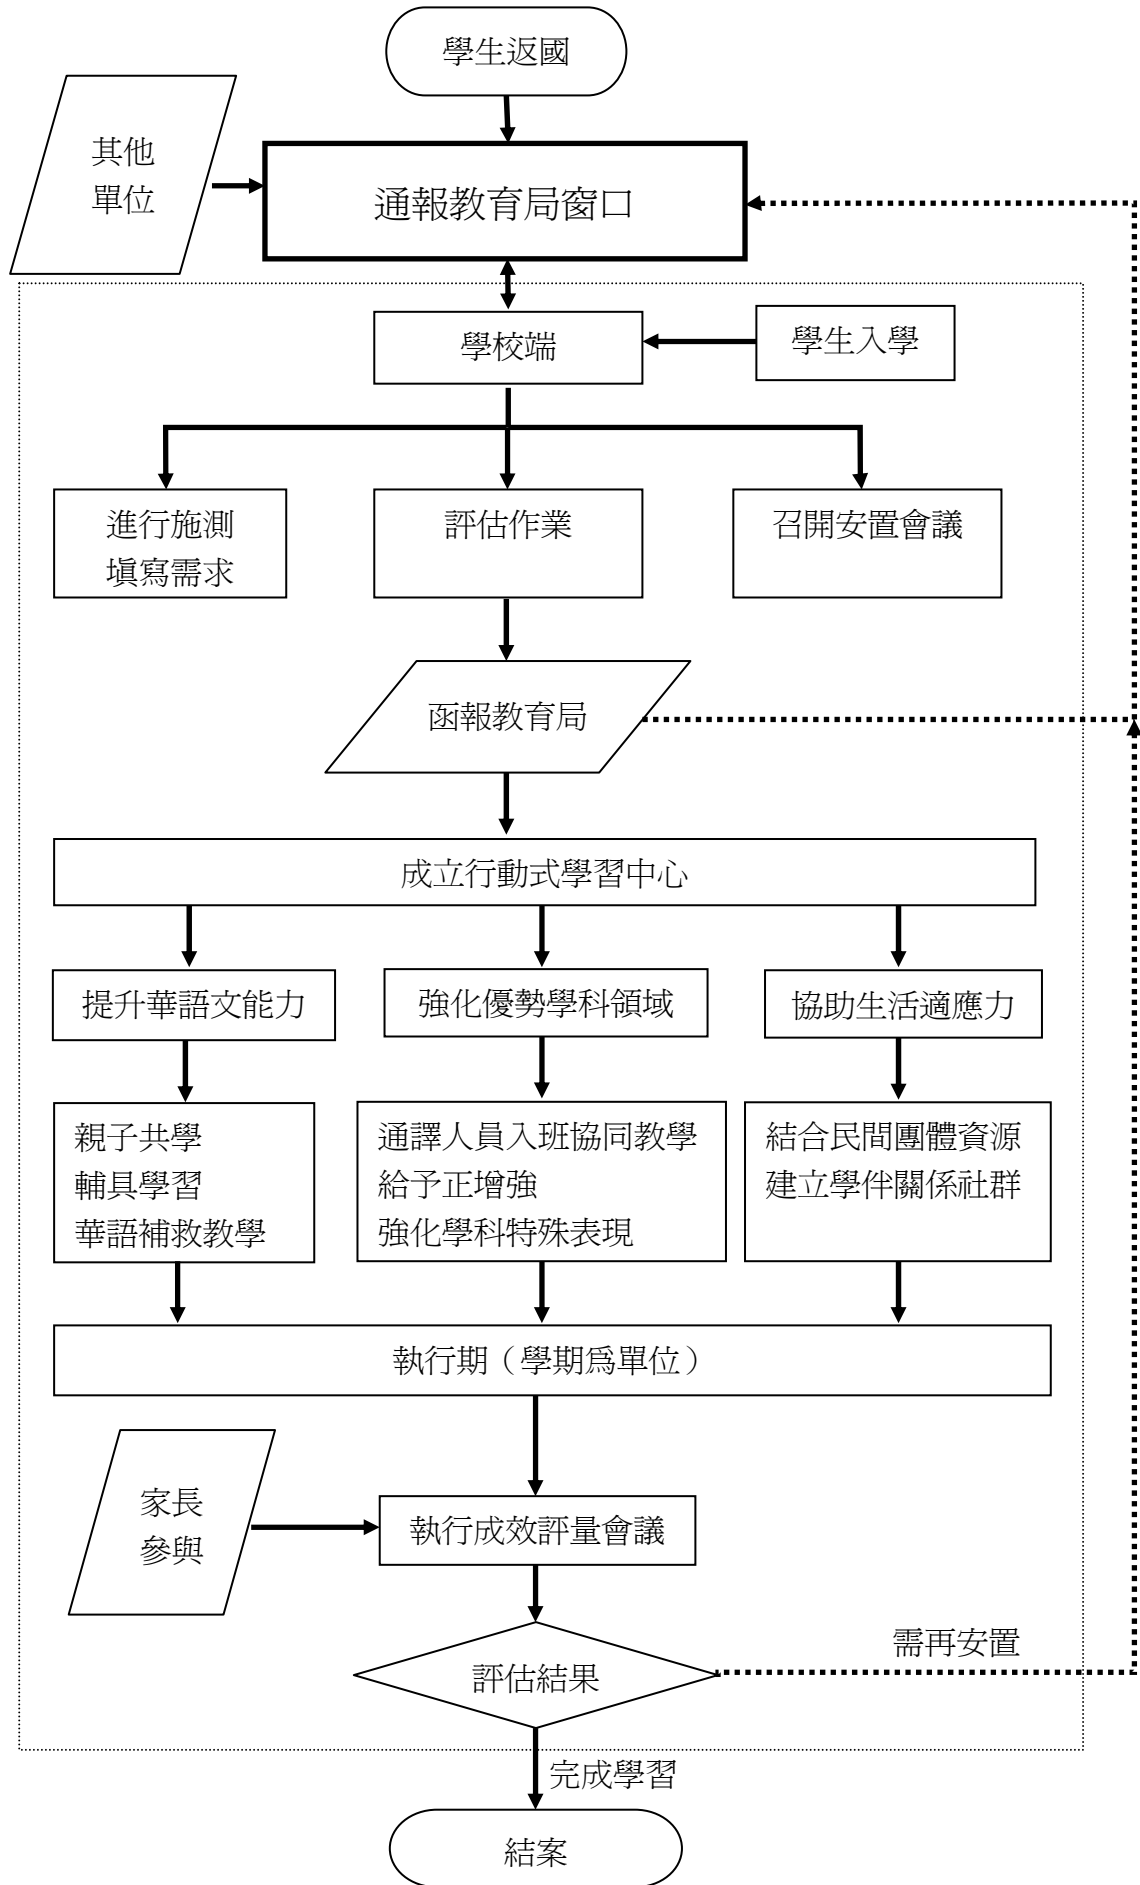 學生返國
其他
單位
通報教育局窗口
學校端
學生入學
進行施測
填寫需求
評估作業
召開安置會議
函報教育局
成立行動式學習中心
提升華語文能力
強化優勢學科領域
協助生活適應力
親子共學
輔具學習
華語補救教學
通譯人員入班協同教學
給予正增強
強化學科特殊表現
結合民間團體資源
建立學伴關係社群
執行期（學期為單位）
家長
參與
執行成效評量會議
評估結果
需再安置
完成學習
結案